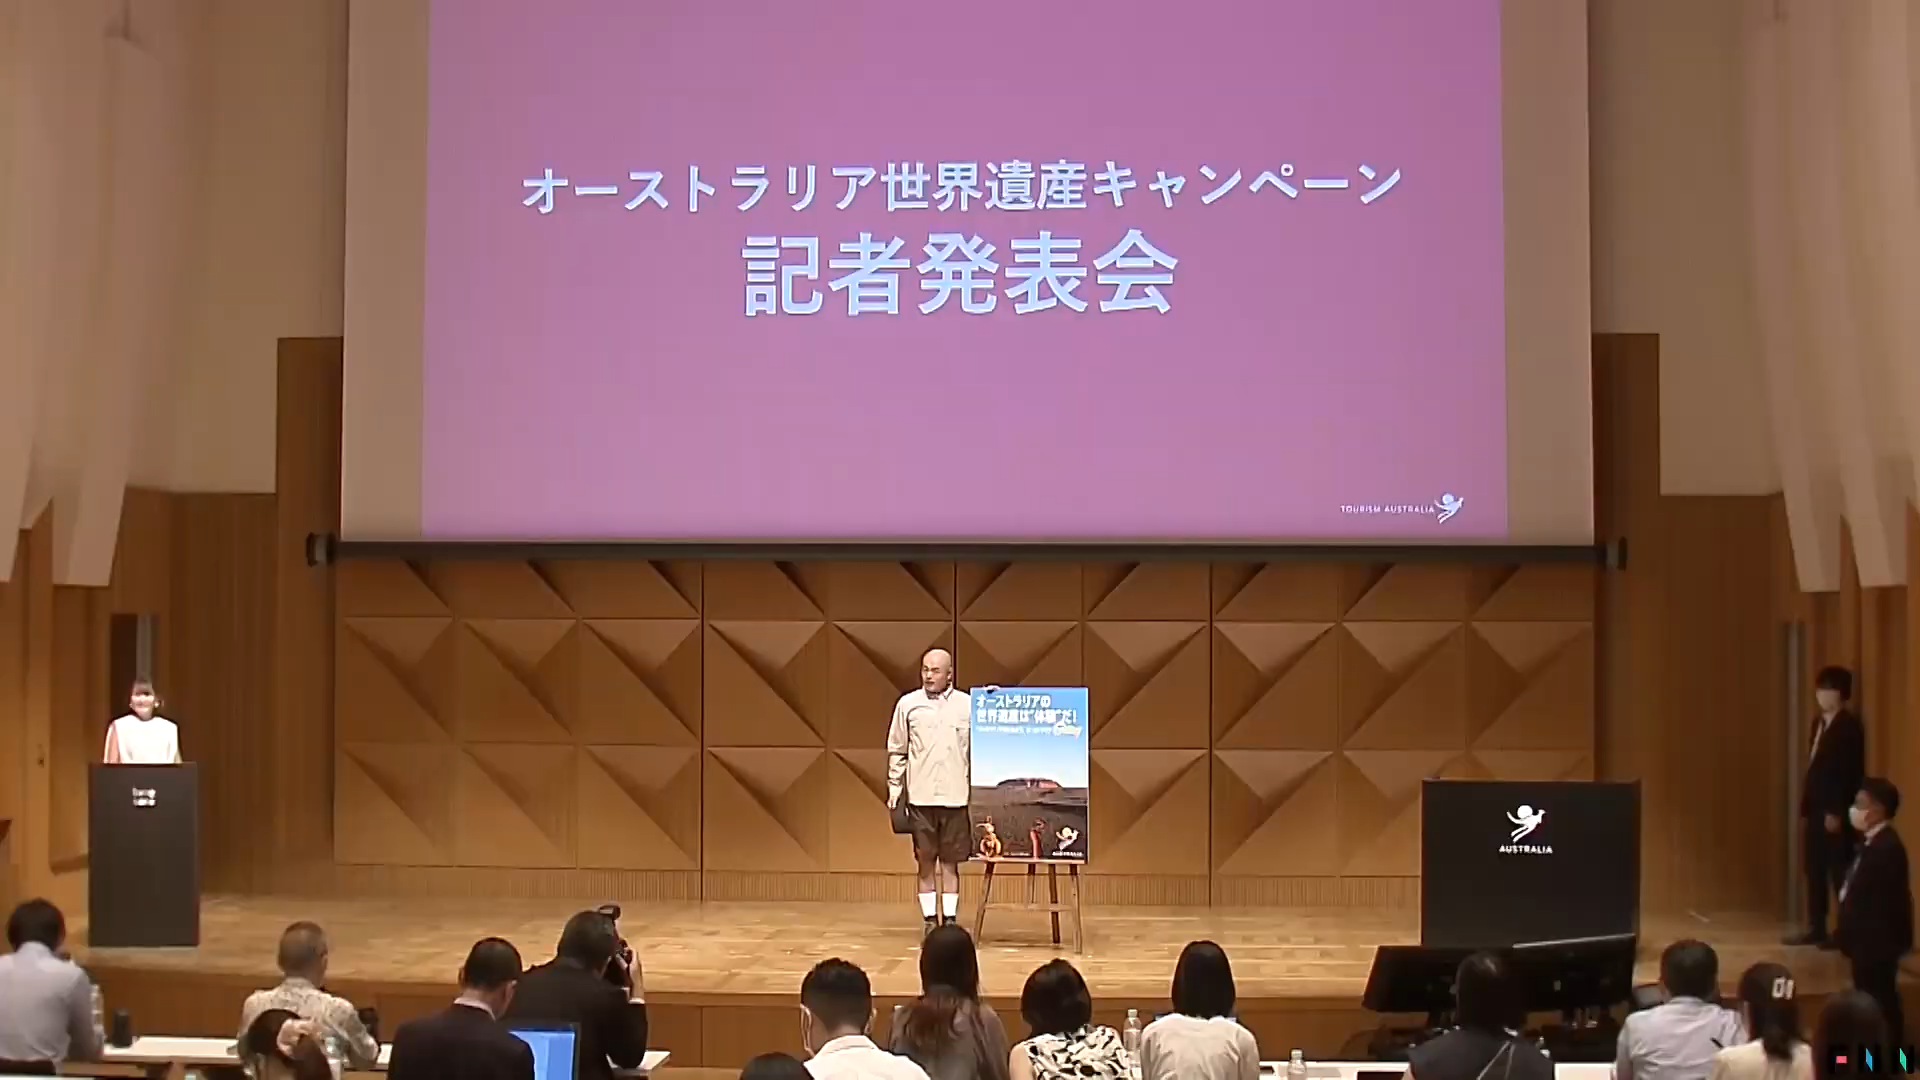 オーストラリア世界遺産キャンペーン
記者発表会
TOURISM AUSTRALIA
オーストラリアの
世界遺産は“体験”だ!
AUSTRALIA
AUSTRALIA
FNN